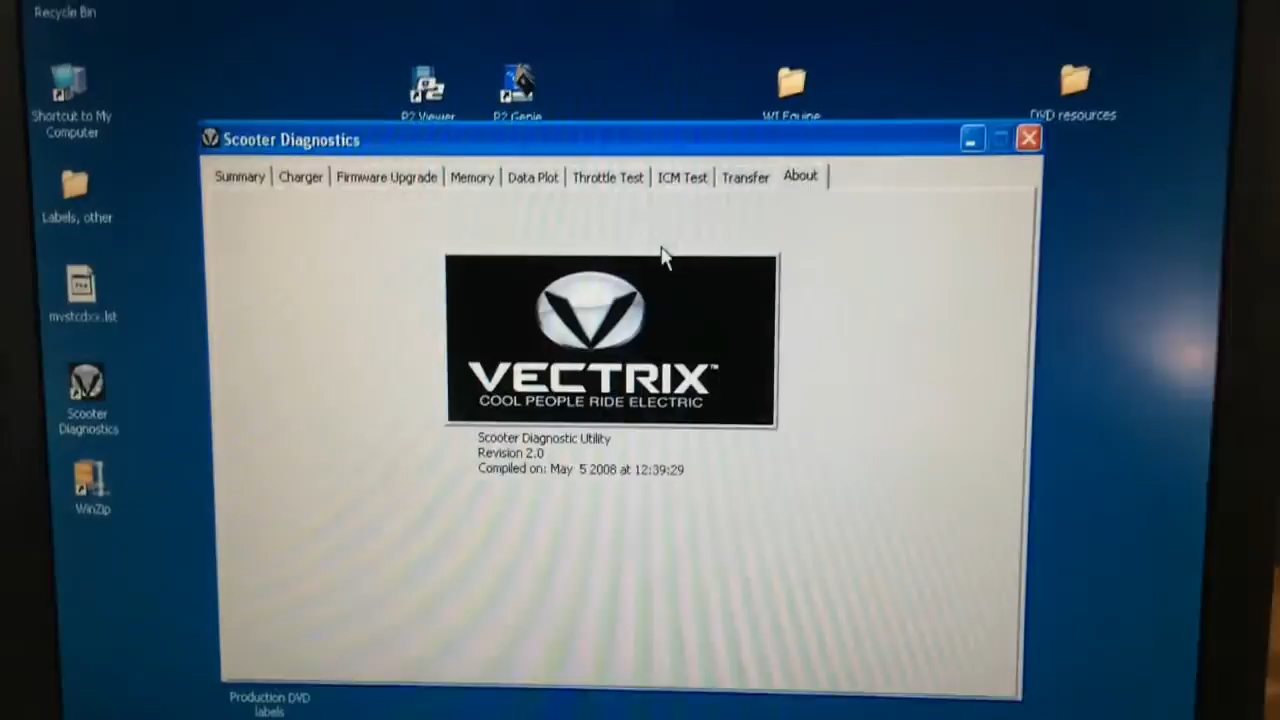 Recycle Bin
Shortcut to My
Computer
P2 Viewer
P2 Genie
WT Equine
DVD resources
Scooter Diagnostics
Summary
Charger
Firmware Upgrade
Memory
Data Plot
Throttle Test
ICM Test
Transfer
About
Labels, other
VECTRIX™
COOL PEOPLE RIDE ELECTRIC
Scooter
Diagnostics
Scooter Diagnostic Utility
Revision 2.0
Compiled on: May 5 2008 at 12:39:29
WinZip
Production DVD
labels